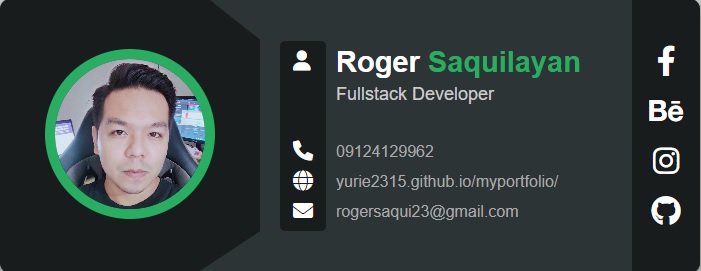 Roger Saquilayan
Fullstack Developer
09124129962
yurie2315.github.io/myportfolio/
rogersaqui23@gmail.com
f
Bē